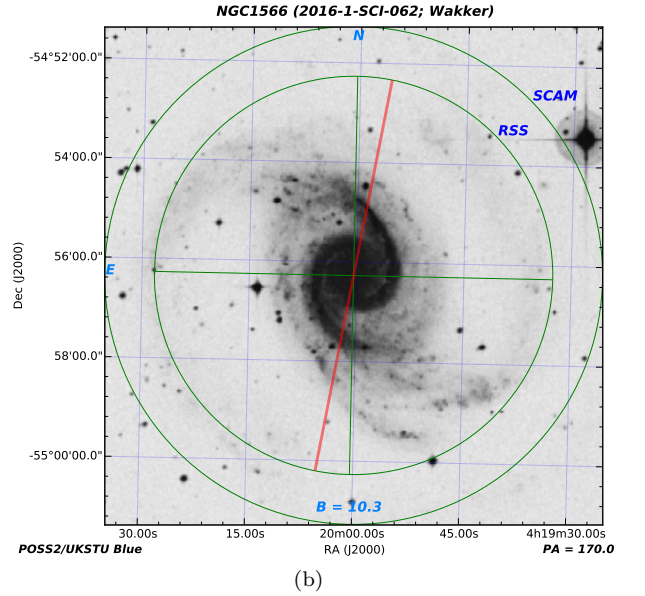 NGC1566 (2016-1-SCI-062; Wakker)
N
-54°52'00.0"
SCAM
RSS
54'00.0"
56'00.0"
E
Dec (J2000)
58'00.0"
-55°00'00.0"
B = 10.3
30.00s 15.00s 20m00.00s 45.00s 4h19m30.00s
POSS2/UKSTU Blue RA (J2000) PA = 170.0
(b)